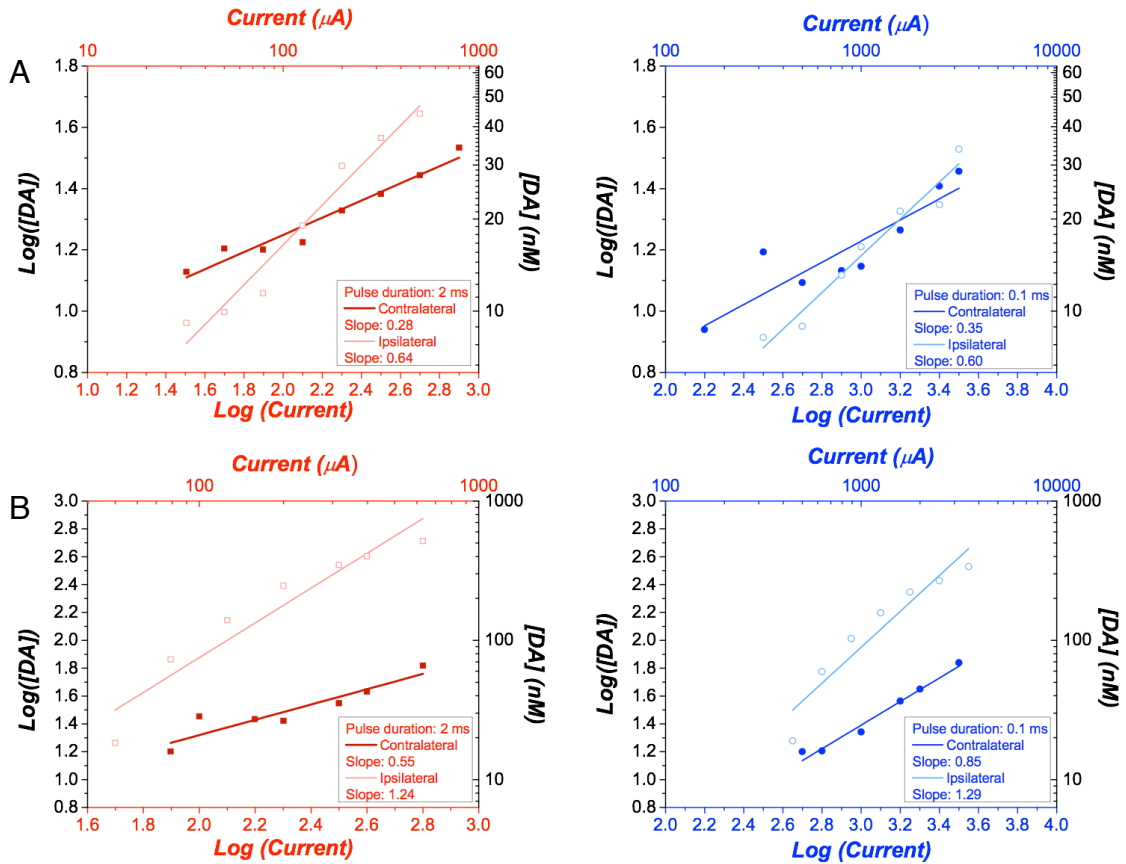 A
Current (μA)
10 100 1000
Log([DA])
1.8
1.6
1.4
1.2
1.0
0.8
60
50
40
30
20
10
[DA] (nM)
Pulse duration: 2 ms
Contralateral
Slope: 0.28
Ipsilateral
Slope: 0.64
1.0 1.2 1.4 1.6 1.8 2.0 2.2 2.4 2.6 2.8 3.0
Log (Current)
Current (μA)
100 1000 10000
Log([DA])
1.8
1.6
1.4
1.2
1.0
0.8
60
50
40
30
20
10
[DA] (nM)
Pulse duration: 0.1 ms
Contralateral
Slope: 0.35
Ipsilateral
Slope: 0.60
2.0 2.2 2.4 2.6 2.8 3.0 3.2 3.4 3.6 3.8 4.0
Log (Current)
B
Current (μA)
100 1000
Log([DA])
3.0
2.8
2.6
2.4
2.2
2.0
1.8
1.6
1.4
1.2
1.0
0.8
1000
100
10
[DA] (nM)
Pulse duration: 2 ms
Contralateral
Slope: 0.55
Ipsilateral
Slope: 1.24
1.6 1.8 2.0 2.2 2.4 2.6 2.8 3.0
Log (Current)
Current (μA)
100 1000 10000
Log([DA])
3.0
2.8
2.6
2.4
2.2
2.0
1.8
1.6
1.4
1.2
1.0
0.8
1000
100
10
[DA] (nM)
Pulse duration: 0.1 ms
Contralateral
Slope: 0.85
Ipsilateral
Slope: 1.29
2.0 2.2 2.4 2.6 2.8 3.0 3.2 3.4 3.6 3.8 4.0
Log (Current)